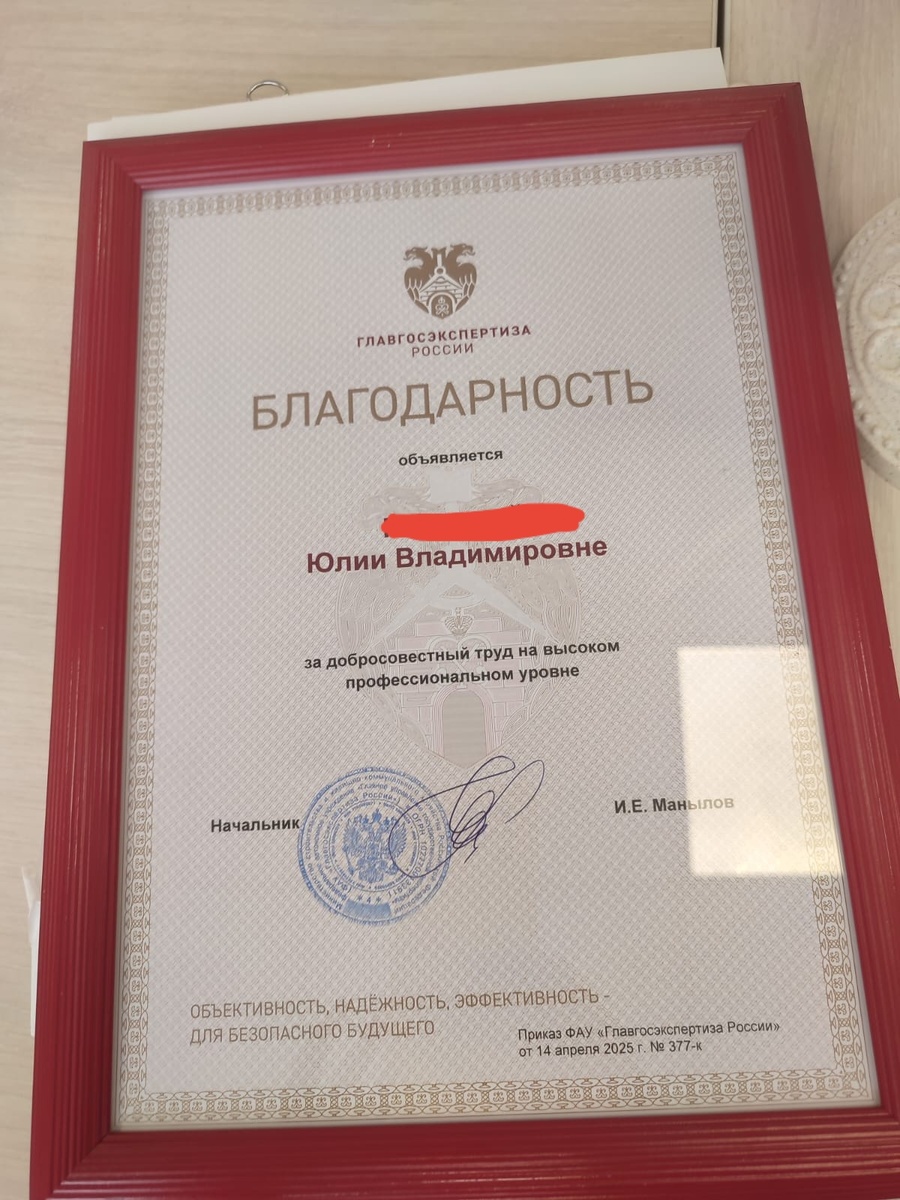 ГЛАВГОСЭКСПЕРТИЗА
РОССИИ
БЛАГОДАРНОСТЬ
объявляется
Юлии Владимировне
за добросовестный труд на высоком
профессиональном уровне
Начальник
И.Е. Манылов
ОБЪЕКТИВНОСТЬ, НАДЁЖНОСТЬ, ЭФФЕКТИВНОСТЬ -
ДЛЯ БЕЗОПАСНОГО БУДУЩЕГО
Приказ ФАУ «Главгосэкспертиза России»
от 14 апреля 2025 г. № 377-к